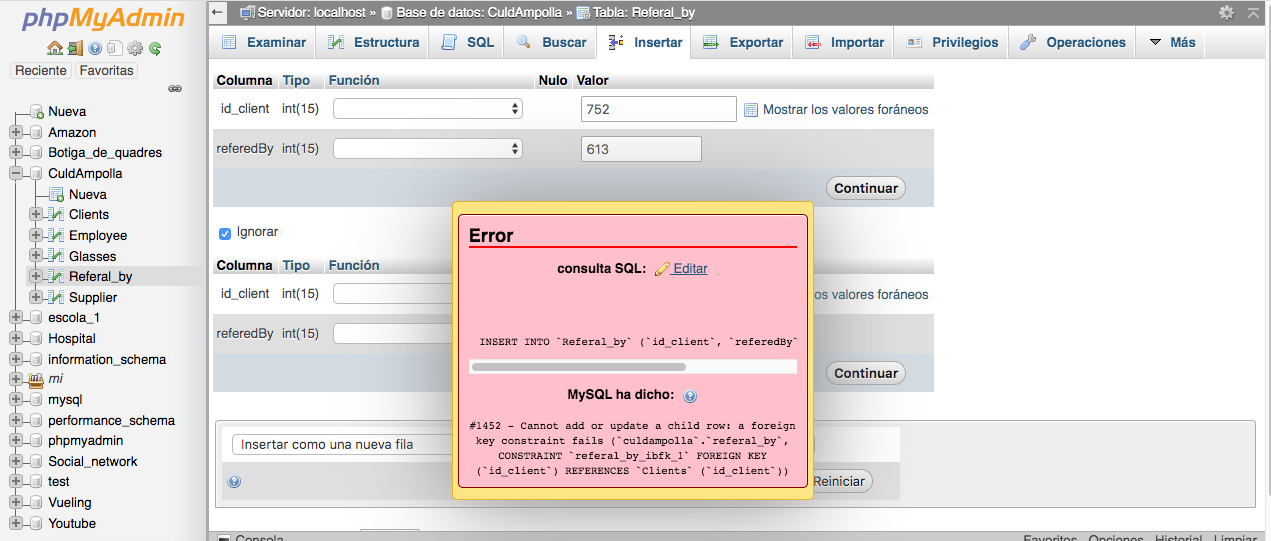 phpMyAdmin
Reciente Favoritas
Nueva
Amazon
Botiga_de_quadres
CuldAmpolla
Nueva
Clients
Employee
Glasses
Referal_by
Supplier
escola_1
Hospital
information_schema
mi
mysql
performance_schema
phpmyadmin
Social_network
test
Vueling
Youtube
Servidor: localhost » Base de datos: CuldAmpolla » Tabla: Referal_by
Examinar Estructura SQL Buscar Insertar Exportar Importar Privilegios Operaciones Más
Columna Tipo Función Nulo Valor
id_client int(15) 752 Mostrar los valores foráneos
referedBy int(15) 613
Continuar
Ignorar
Columna Tipo Función
id_client int(15) os valores foráneos
referedBy int(15)
Continuar
Insertar como una nueva fila
Reiniciar
Error
consulta SQL: Editar
INSERT INTO `Referal_by` (`id_client`, `referedBy`
MySQL ha dicho:
#1452 - Cannot add or update a child row: a foreign
key constraint fails (`culdampolla`.`referal_by`,
CONSTRAINT `referal_by_ibfk_1` FOREIGN KEY
(`id_client`) REFERENCES `Clients` (`id_client`))
Consola Favoritos Opciones Historial Limpiar